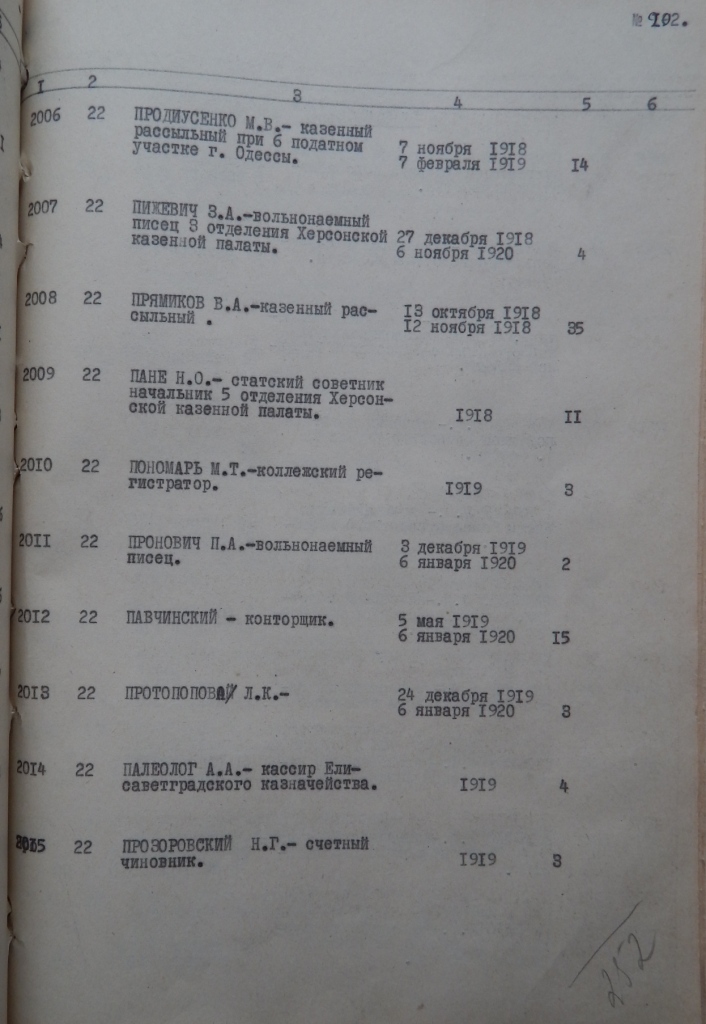 № 202.
1 2 3 4 5 6
2006 22 ПРОДИУСЕНКО М.В.- казенный
рассыльный при 6 податном
участке г. Одессы.
7 ноября 1918
7 февраля 1919 14
2007 22 ПИЖЕВИЧ З.А.-вольнонаемный
писец 3 отделения Херсонской
казенной палаты.
27 декабря 1918
6 ноября 1920 4
2008 22 ПРЯМИКОВ В.А.-казенный рас-
сыльный .
13 октября 1918
12 ноября 1918 35
2009 22 ПАНЕ Н.О.- статский советник
начальник 5 отделения Херсон-
ской казенной палаты. 1918 11
2010 22 ПОНОМАРЬ М.Т.-коллежский ре-
гистратор. 1919 3
2011 22 ПРОНОВИЧ П.А.-вольнонаемный
писец.
3 декабря 1919
6 января 1920 2
2012 22 ПАВЧИНСКИЙ - конторщик.
5 мая 1919
6 января 1920 15
2013 22 ПРОТОПОПОВА Л.К.-
24 декабря 1919
6 января 1920 3
2014 22 ПАЛЕОЛОГ А.А.- кассир Ели-
саветградского казначейства. 1919 4
2015 22 ПРОЗОРОВСКИЙ Н.Г.- счетный
чиновник. 1919 3
252